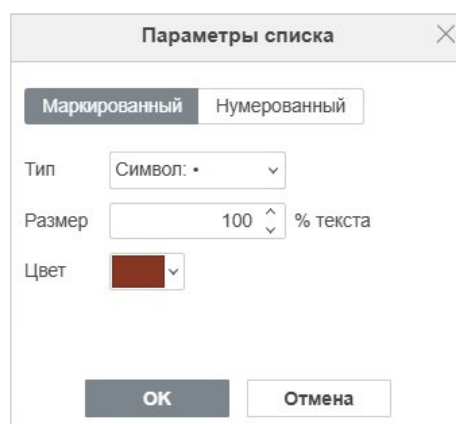 Параметры списка
Маркированный Нумерованный
Тип Символ: •
Размер 100 % текста
Цвет
OK Отмена